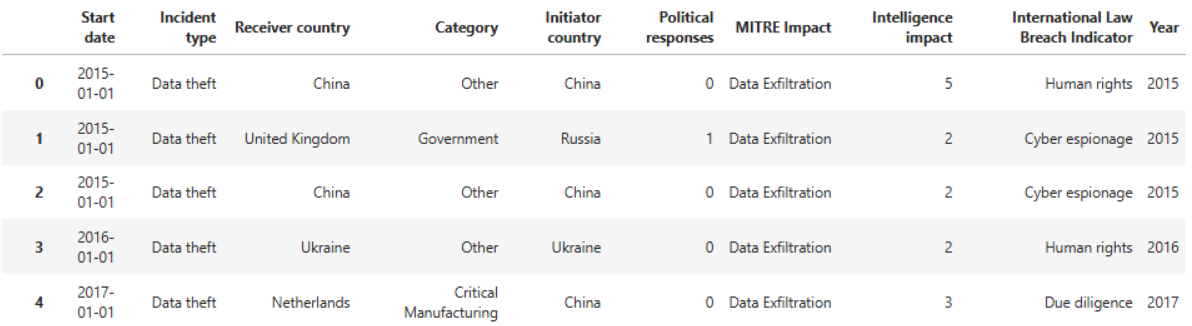 Start date Incident type Receiver country Category Initiator country Political responses MITRE Impact Intelligence impact International Law Breach Indicator Year
0 2015-01-01 Data theft China Other China 0 Data Exfiltration 5 Human rights 2015
1 2015-01-01 Data theft United Kingdom Government Russia 1 Data Exfiltration 2 Cyber espionage 2015
2 2015-01-01 Data theft China Other China 0 Data Exfiltration 2 Cyber espionage 2015
3 2016-01-01 Data theft Ukraine Other Ukraine 0 Data Exfiltration 2 Human rights 2016
4 2017-01-01 Data theft Netherlands Critical Manufacturing China 0 Data Exfiltration 3 Due diligence 2017